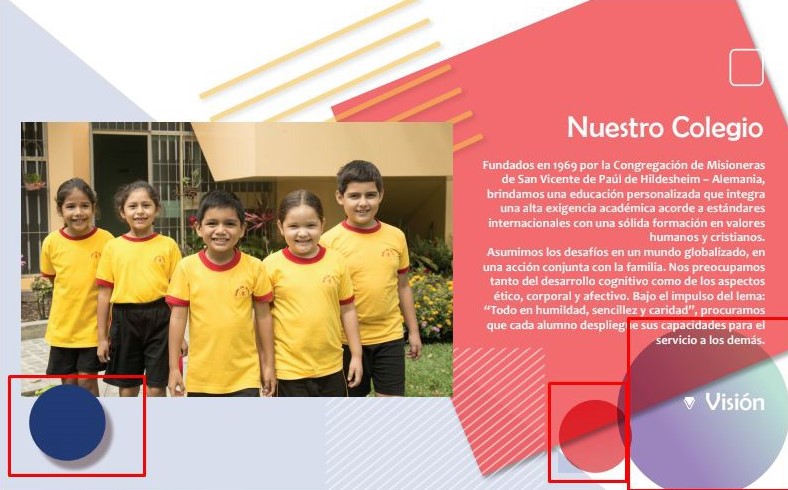 Nuestro Colegio
Fundados en 1969 por la Congregación de Misioneras
de San Vicente de Paúl de Hildesheim – Alemania,
brindamos una educación personalizada que integra
una alta exigencia académica acorde a estándares
internacionales con una sólida formación en valores
humanos y cristianos.
Asumimos los desafíos en un mundo globalizado, en
una acción conjunta con la familia. Nos preocupamos
tanto del desarrollo cognitivo como de los aspectos
ético, corporal y afectivo. Bajo el impulso del lema:
“Todo en humildad, sencillez y caridad”, procuramos
que cada alumno despliegue sus capacidades para el
servicio a los demás.
Visión